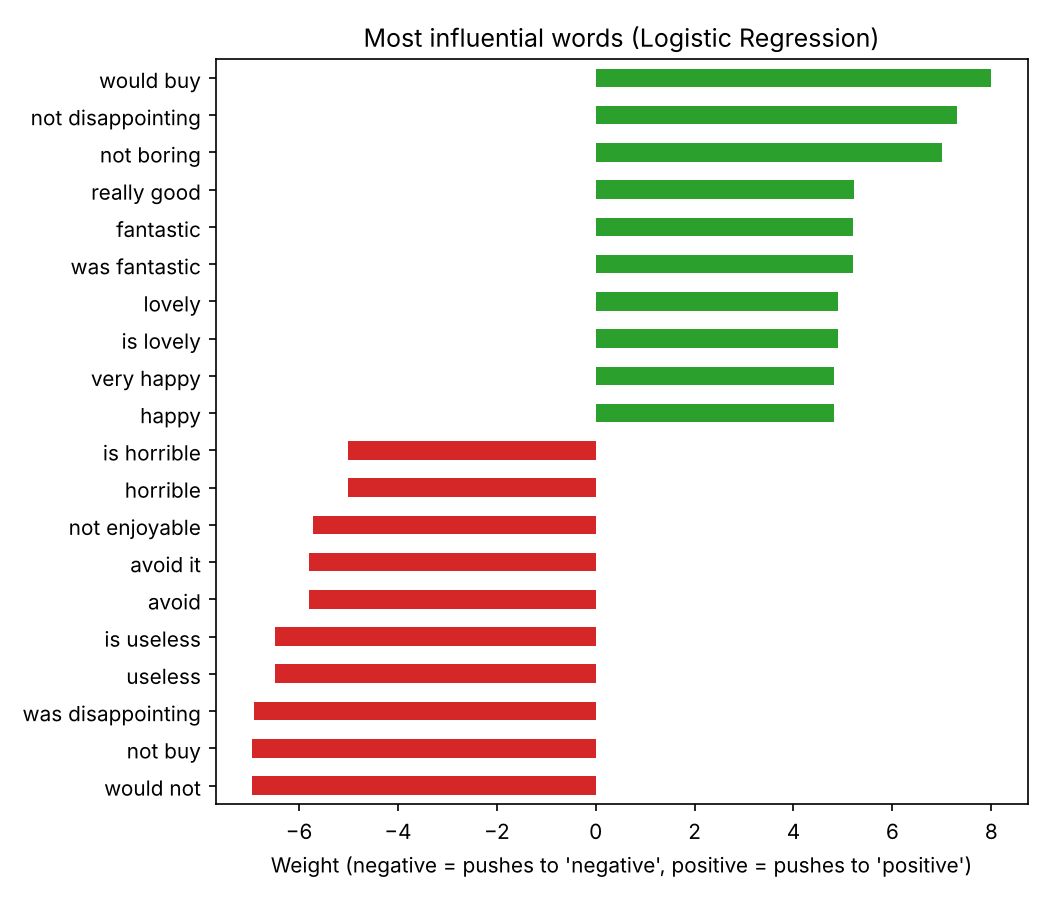 Most influential words (Logistic Regression)
would buy
not disappointing
not boring
really good
fantastic
was fantastic
lovely
is lovely
very happy
happy
is horrible
horrible
not enjoyable
avoid it
avoid
is useless
useless
was disappointing
not buy
would not
−6 −4 −2 0 2 4 6 8
Weight (negative = pushes to 'negative', positive = pushes to 'positive')